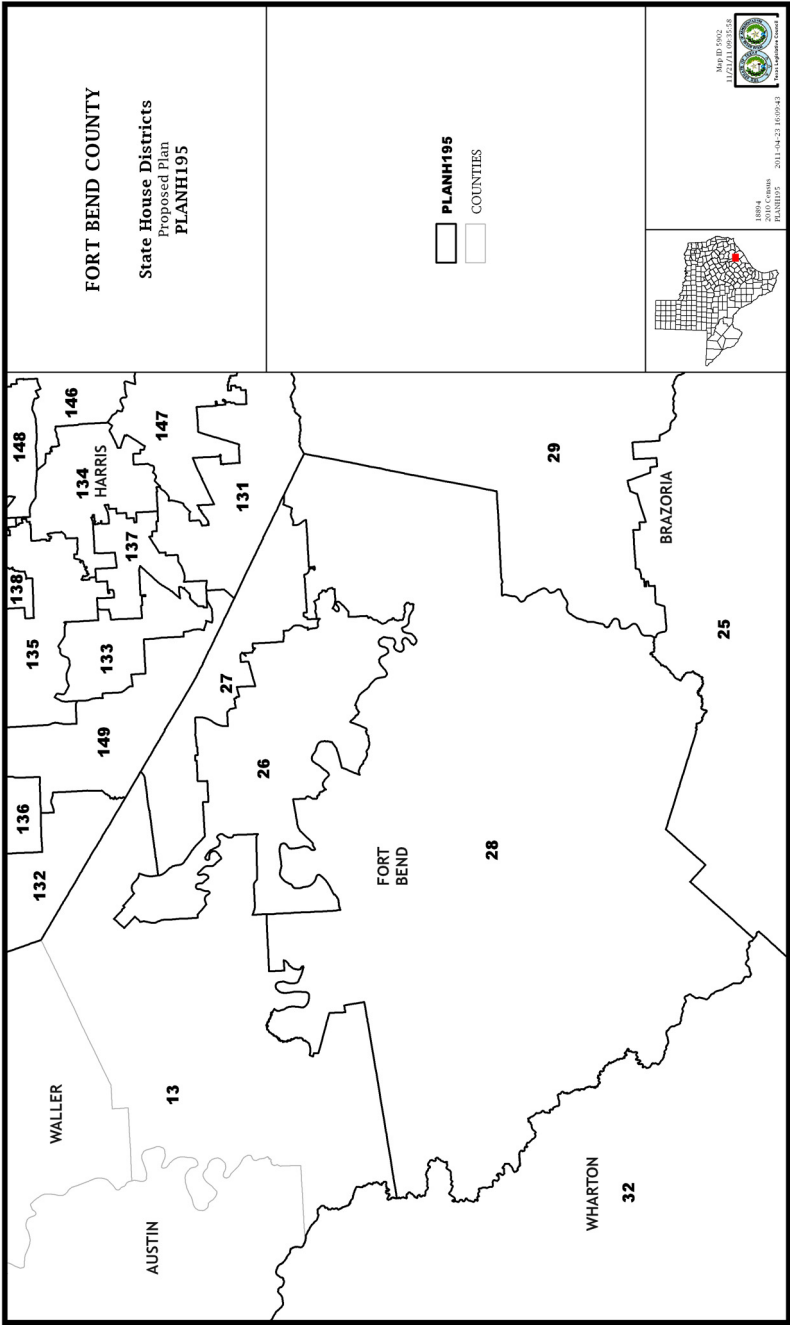 FORT BEND COUNTY
State House Districts
Proposed Plan
PLANH195
PLANH195
COUNTIES
Map ID 5902
11/21/11 09:35:58
Texas Legislative Council
18894
2010 Census
PLANH195
2011-04-23 16:09:43
WALLER
AUSTIN
13
132
136
149
135
138
133
137
134
HARRIS
148
146
147
131
27
26
FORT
BEND
28
29
BRAZORIA
25
WHARTON
32